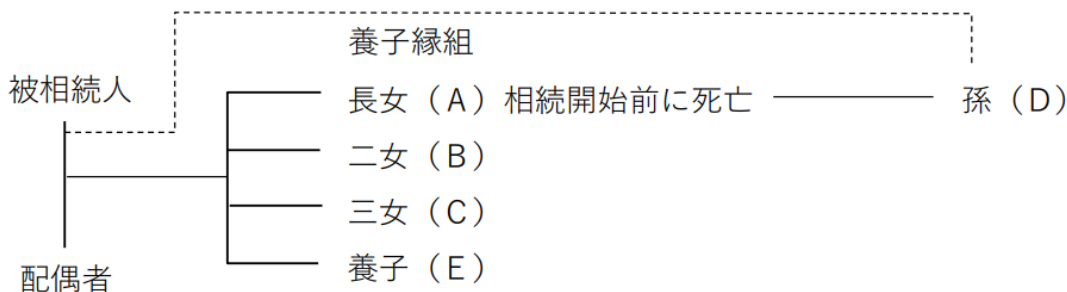 養子縁組
被相続人
長女（Ａ）相続開始前に死亡
孫（Ｄ）
二女（Ｂ）
三女（Ｃ）
養子（Ｅ）
配偶者